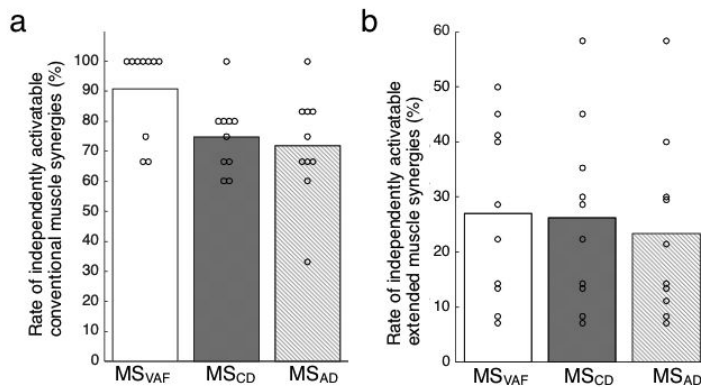 a
Rate of independently activatable
conventional muscle synergies (%)
100
90
80
70
60
50
40
30
20
10
0
MSVAF MSCD MSAD
b
Rate of independently activatable
extended muscle synergies (%)
60
50
40
30
20
10
0
MSVAF MSCD MSAD